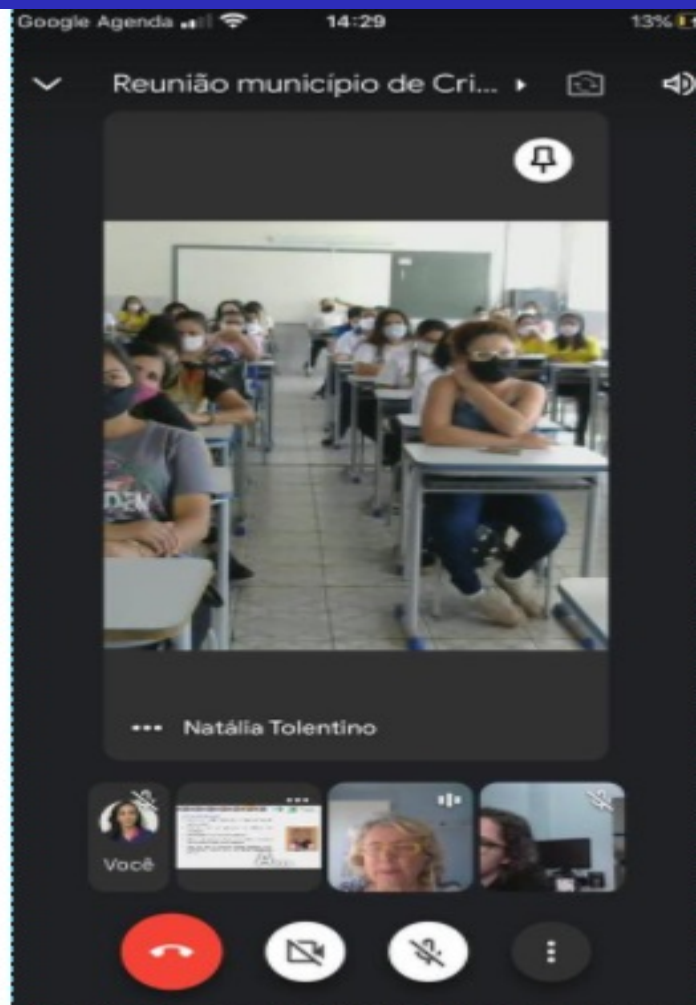 Google Agenda 14:29 13%
Reunião município de Cri...
Natália Tolentino
Você